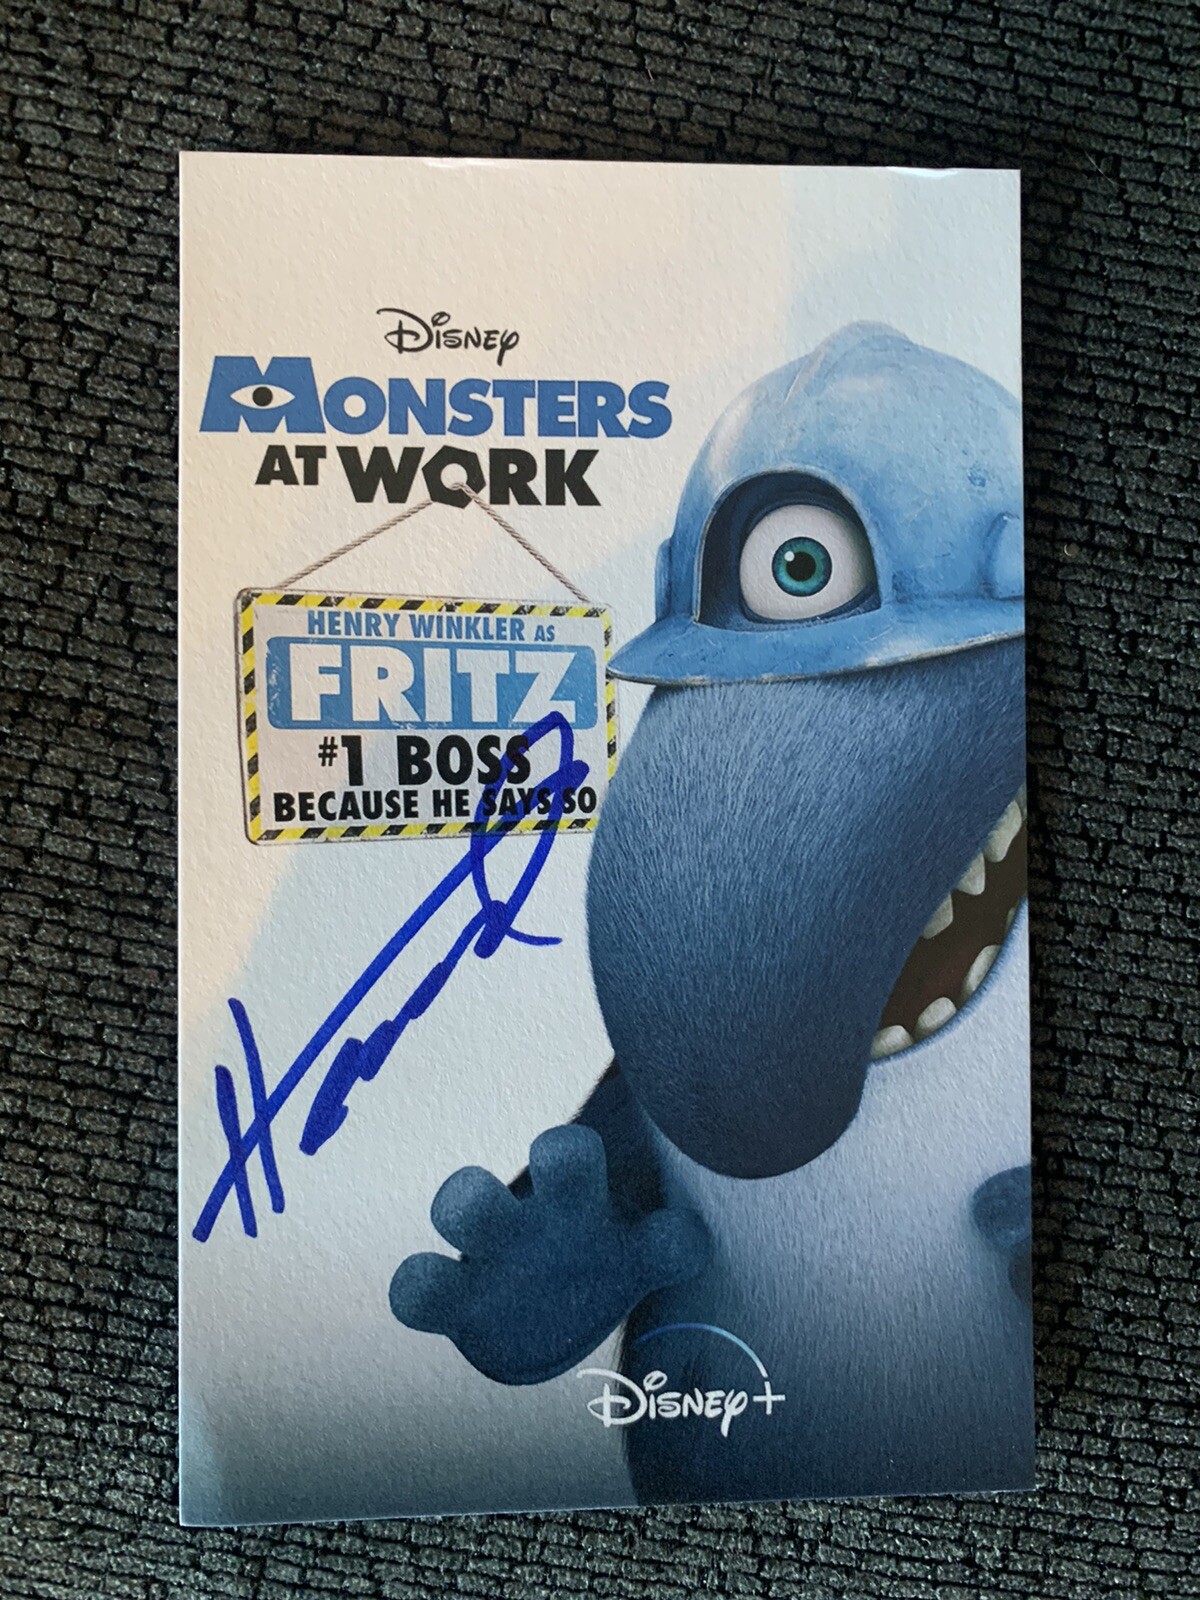 Disney
MONSTERS
AT WORK
HENRY WINKLER AS
FRITZ
#1 BOSS
BECAUSE HE SAYS SO
Disney+